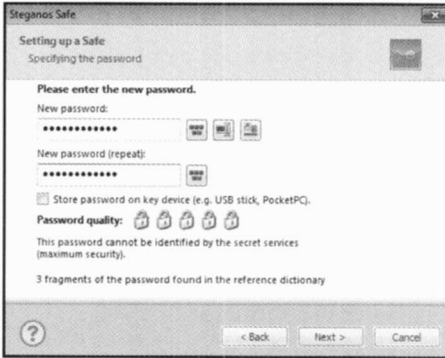 Steganos Safe
Setting up a Safe
Specifying the password
Please enter the new password.
New password:
••••••••••••
New password (repeat):
••••••••••••
Store password on key device (e.g. USB stick, PocketPC).
Password quality:
This password cannot be identified by the secret services
(maximum security).
3 fragments of the password found in the reference dictionary
?
< Back
Next >
Cancel